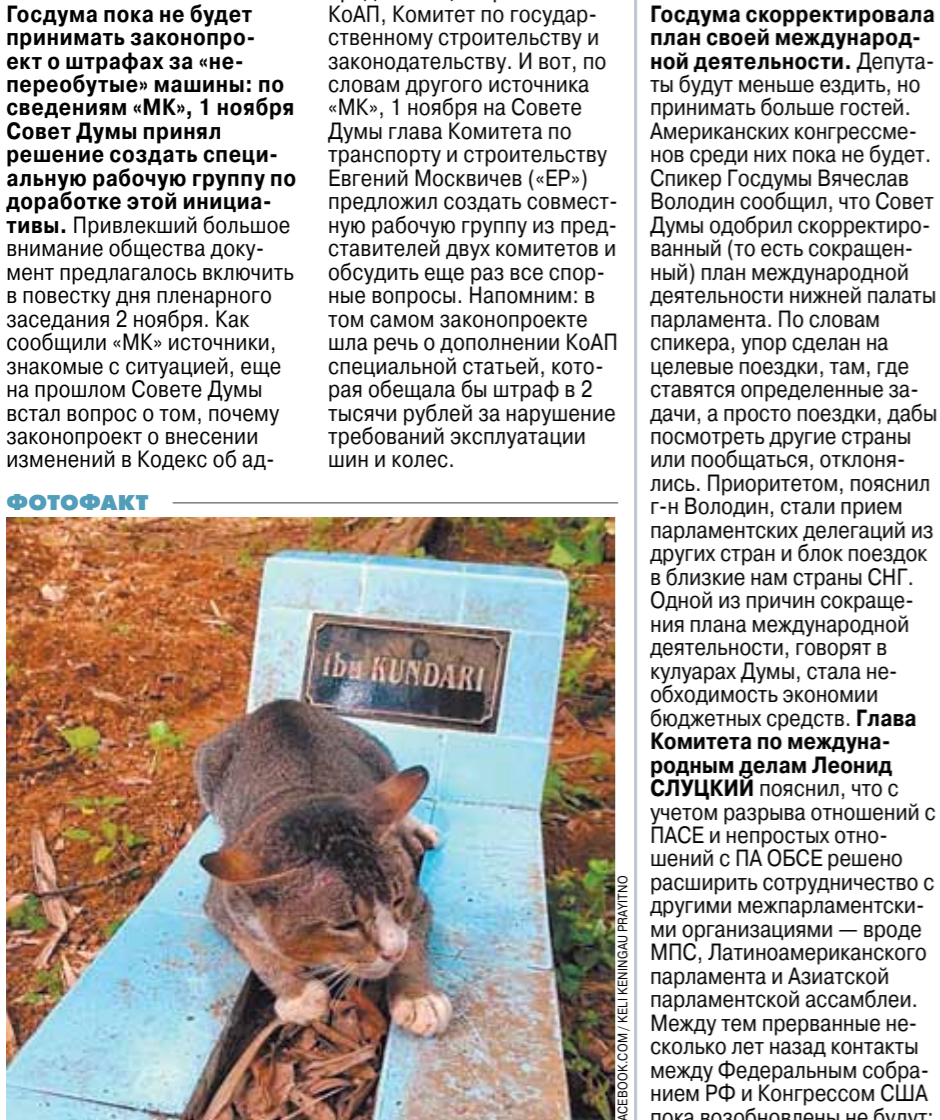 Госдума пока не будет
принимать законопро-
ект о штрафах за «не-
переобутые» машины: по
сведениям «МК», 1 ноября
Совет Думы принял
решение создать специ-
альную рабочую группу по
доработке этой инициа-
тивы. Привлекший большое
внимание общества доку-
мент предлагалось включить
в повестку дня пленарного
заседания 2 ноября. Как
сообщили «МК» источники,
знакомые с ситуацией, еще
на прошлом Совете Думы
встал вопрос о том, почему
законопроект о внесении
изменений в Кодекс об ад-
КоАП, Комитет по государ-
ственному строительству и
законодательству. И вот, по
словам другого источника
«МК», 1 ноября на Совете
Думы глава Комитета по
транспорту и строительству
Евгений Москвичев («ЕР»)
предложил создать совмест-
ную рабочую группу из пред-
ставителей двух комитетов и
обсудить еще раз все спор-
ные вопросы. Напомним: в
том самом законопроекте
шла речь о дополнении КоАП
специальной статьей, кото-
рая обещала бы штраф в 2
тысячи рублей за нарушение
требований эксплуатации
шин и колес.
ФОТОФАКТ
Ibu KUNDARI
ACEBOOK.COM / KELI KENINGAU PRAYITNO
Госдума скорректировала
план своей международ-
ной деятельности. Депута-
ты будут меньше ездить, но
принимать больше гостей.
Американских конгрессме-
нов среди них пока не будет.
Спикер Госдумы Вячеслав
Володин сообщил, что Совет
Думы одобрил скорректиро-
ванный (то есть сокращен-
ный) план международной
деятельности нижней палаты
парламента. По словам
спикера, упор сделан на
целевые поездки, там, где
ставятся определенные за-
дачи, а просто поездки, дабы
посмотреть другие страны
или пообщаться, отклоня-
лись. Приоритетом, пояснил
г-н Володин, стали прием
парламентских делегаций из
других стран и блок поездок
в близкие нам страны СНГ.
Одной из причин сокраще-
ния плана международной
деятельности, говорят в
кулуарах Думы, стала не-
обходимость экономии
бюджетных средств. Глава
Комитета по междуна-
родным делам Леонид
СЛУЦКИЙ пояснил, что с
учетом разрыва отношений с
ПАСЕ и непростых отно-
шений с ПА ОБСЕ решено
расширить сотрудничество с
другими межпарламентски-
ми организациями — вроде
МПС, Латиноамериканского
парламента и Азиатской
парламентской ассамблеи.
Между тем прерванные не-
сколько лет назад контакты
между Федеральным собра-
нием РФ и Конгрессом США
пока возобновлены не будут: